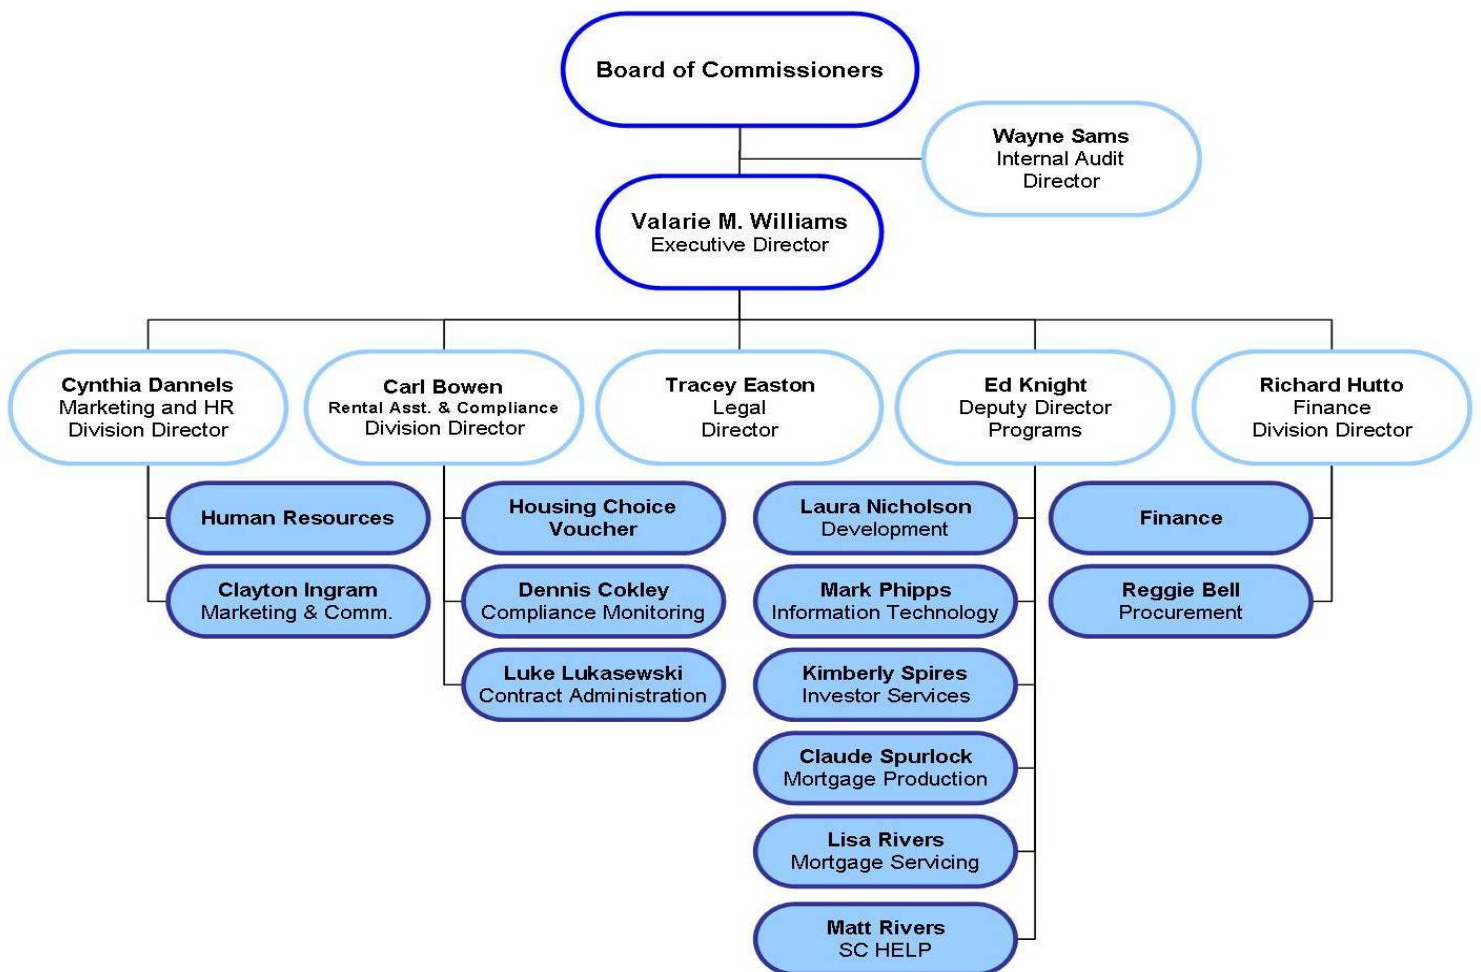 Board of Commissioners
Wayne Sams
Internal Audit
Director
Valarie M. Williams
Executive Director
Cynthia Dannels
Marketing and HR
Division Director
Carl Bowen
Rental Asst. & Compliance
Division Director
Tracey Easton
Legal
Director
Ed Knight
Deputy Director
Programs
Richard Hutto
Finance
Division Director
Human Resources
Clayton Ingram
Marketing & Comm.
Housing Choice
Voucher
Dennis Cokley
Compliance Monitoring
Luke Lukasewski
Contract Administration
Laura Nicholson
Development
Mark Phipps
Information Technology
Kimberly Spires
Investor Services
Claude Spurlock
Mortgage Production
Lisa Rivers
Mortgage Servicing
Matt Rivers
SC HELP
Finance
Reggie Bell
Procurement